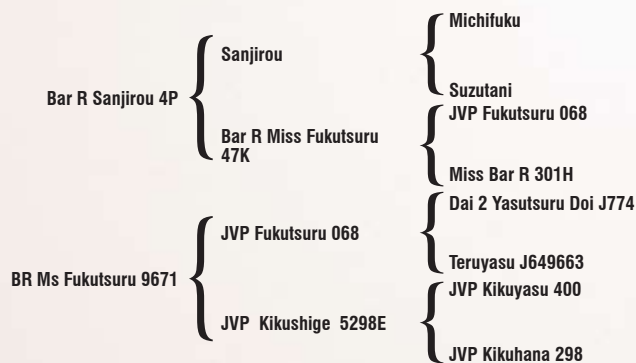 Michifuku
Sanjirou
Suzutani
Bar R Sanjirou 4P
JVP Fukutsuru 068
Bar R Miss Fukutsuru
47K
Miss Bar R 301H
Dai 2 Yasutsuru Doi J774
JVP Fukutsuru 068
Teruyasu J649663
BR Ms Fukutsuru 9671
JVP Kikuyasu 400
JVP Kikushige 5298E
JVP Kikuhana 298